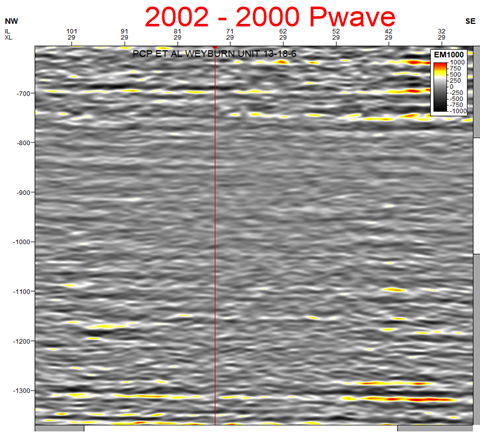 2002 - 2000 Pwave
NW
SE
IL 101 91 81 71 62 52 42 32
XL 29 29 29 29 29 29 29 29
PCP ET AL WEYBURN UNIT 13-18-6
EM1000
1000
750
500
250
0
-250
-500
-750
-1000
-700
-800
-900
-1000
-1100
-1200
-1300